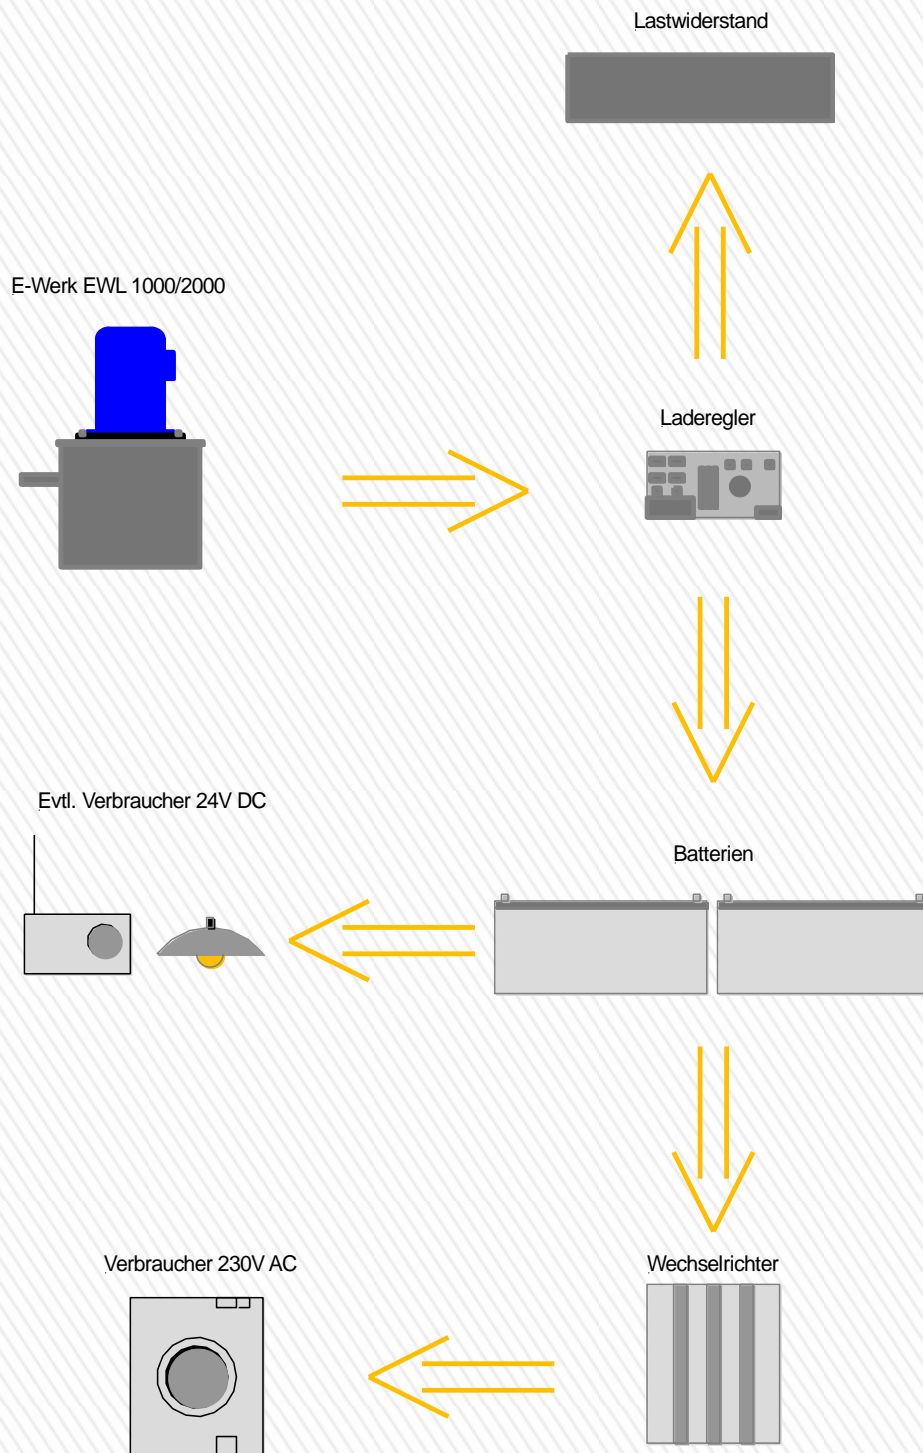 Lastwiderstand
E-Werk EWL 1000/2000
Laderegler
Evtl. Verbraucher 24V DC
Batterien
Verbraucher 230V AC
Wechselrichter